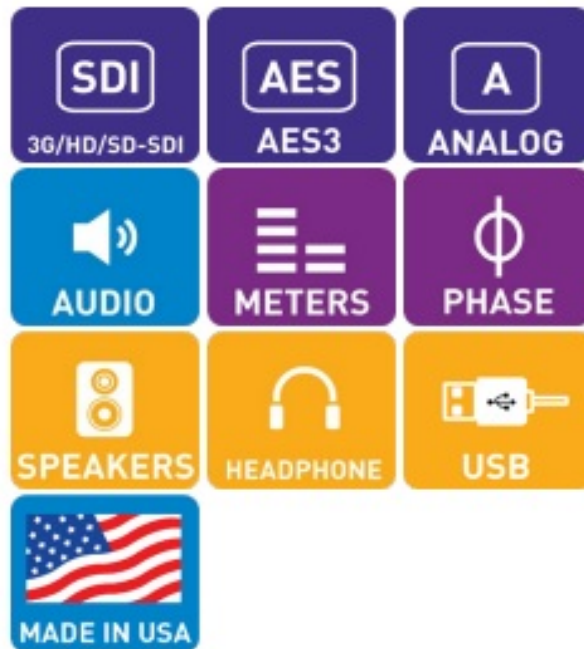 SDI
3G/HD/SD-SDI
AES
AES3
A
ANALOG
AUDIO
METERS
PHASE
SPEAKERS
HEADPHONE
USB
MADE IN USA